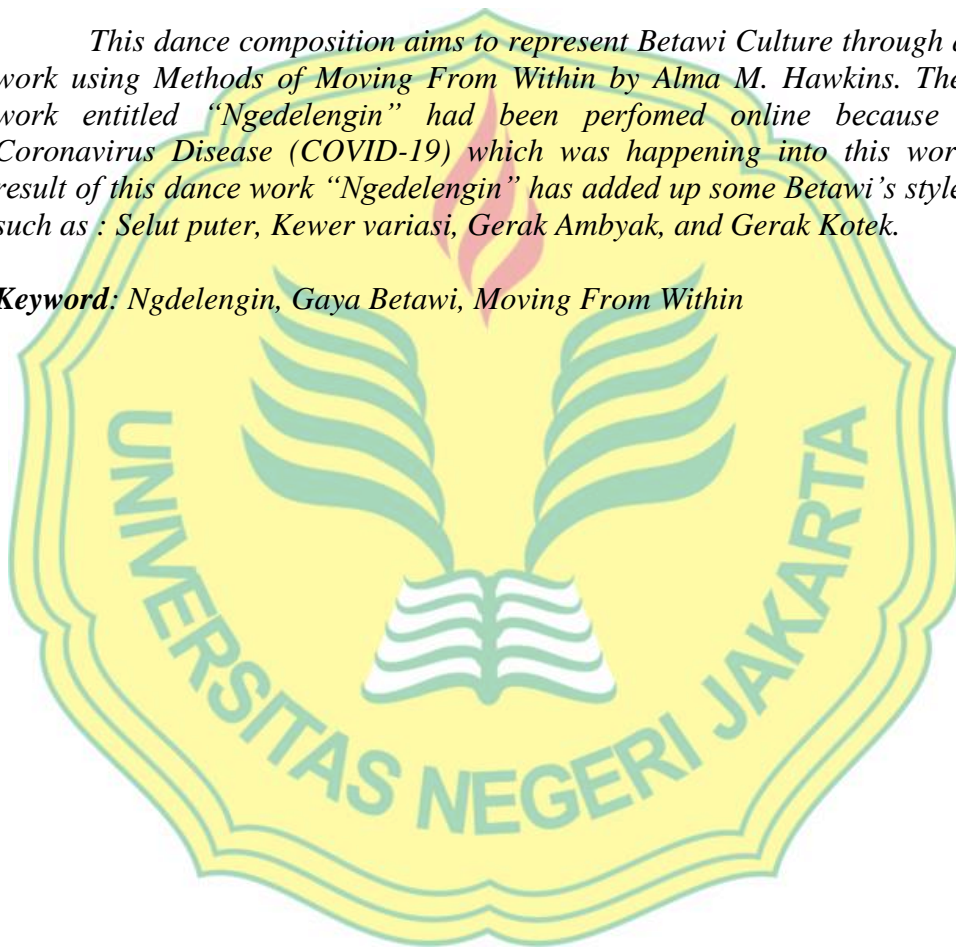 This dance composition aims to represent Betawi Culture through
work using Methods of Moving From Within by Alma M. Hawkins. The
work entitled “Ngedelengin” had been perfomed online because
Coronavirus Disease (COVID-19) which was happening into this
result of this dance work “Ngedelengin” has added up some Betawi’s style
such as : Selut puter, Kewer variasi, Gerak Ambyak, and Gerak Kotek.
Keyword: Ngdelengin, Gaya Betawi, Moving From Within
UNIVERSITAS NEGERI JAKARTA